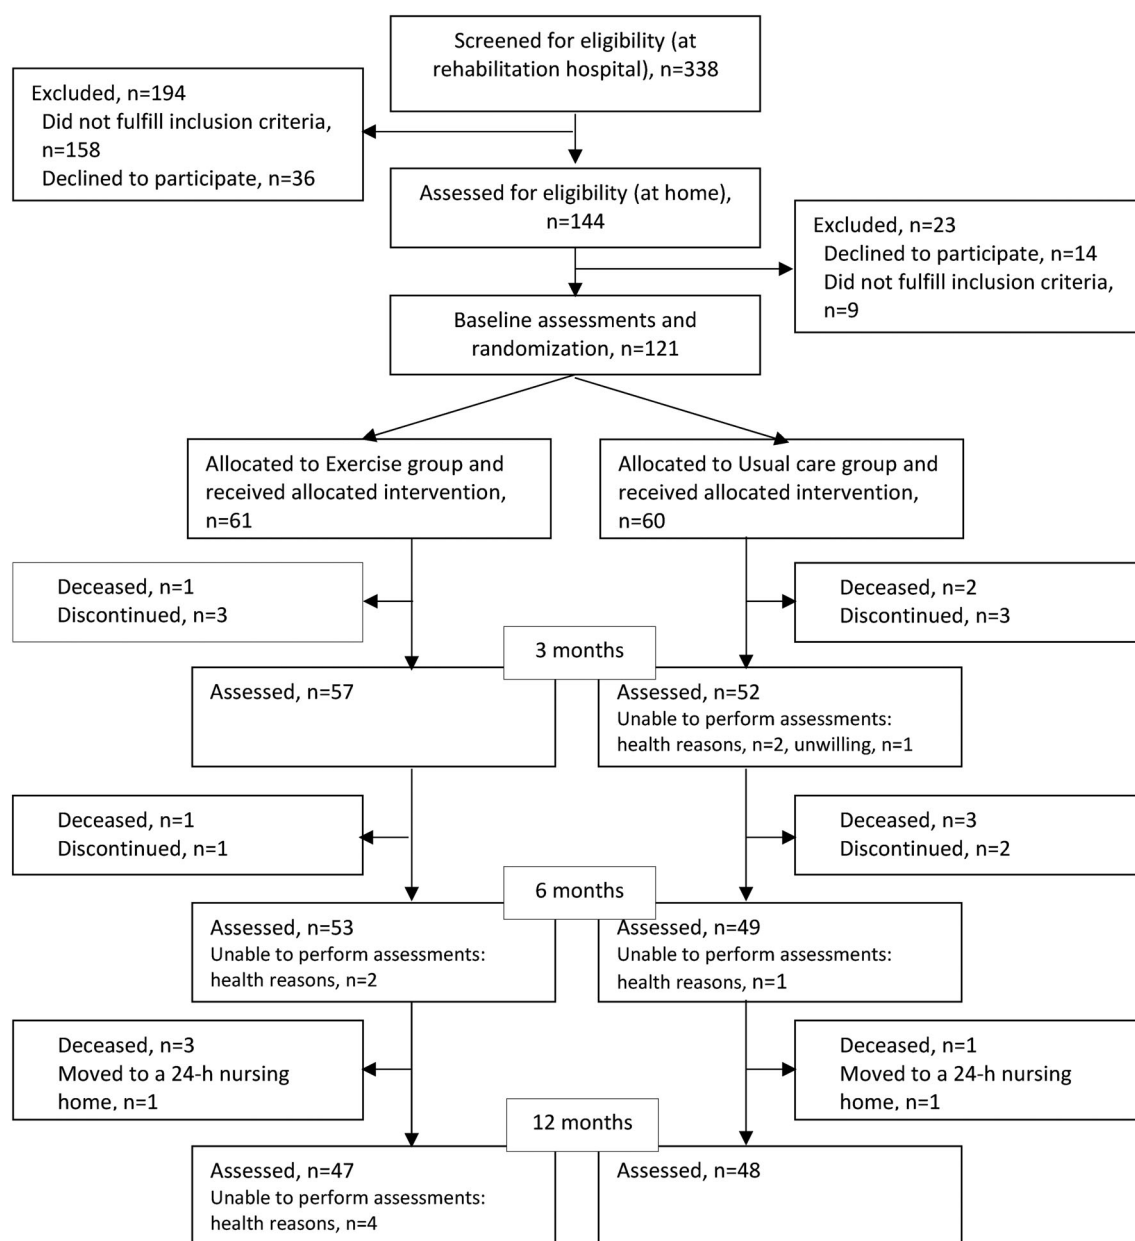 Screened for eligibility (at
rehabilitation hospital), n=338
Excluded, n=194
Did not fulfill inclusion criteria,
n=158
Declined to participate, n=36
Assessed for eligibility (at home),
n=144
Excluded, n=23
Declined to participate, n=14
Did not fulfill inclusion criteria,
n=9
Baseline assessments and
randomization, n=121
Allocated to Exercise group and
received allocated intervention,
n=61
Allocated to Usual care group and
received allocated intervention,
n=60
Deceased, n=1
Discontinued, n=3
Deceased, n=2
Discontinued, n=3
3 months
Assessed, n=57
Assessed, n=52
Unable to perform assessments:
health reasons, n=2, unwilling, n=1
Deceased, n=1
Discontinued, n=1
Deceased, n=3
Discontinued, n=2
6 months
Assessed, n=53
Unable to perform assessments:
health reasons, n=2
Assessed, n=49
Unable to perform assessments:
health reasons, n=1
Deceased, n=3
Moved to a 24-h nursing
home, n=1
Deceased, n=1
Moved to a 24-h nursing
home, n=1
12 months
Assessed, n=47
Unable to perform assessments:
health reasons, n=4
Assessed, n=48